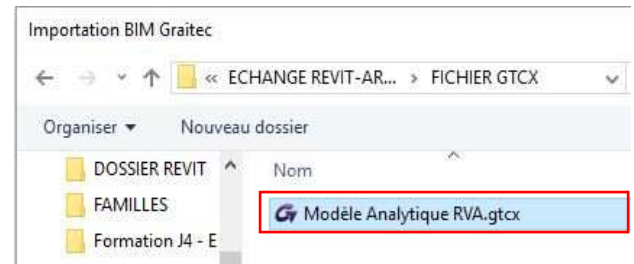 Importation BIM Graitec
« ECHANGE REVIT-AR... > FICHIER GTCX
Organiser Nouveau dossier
DOSSIER REVIT Nom
FAMILLES Modèle Analytique RVA.gtcx
Formation J4 - E